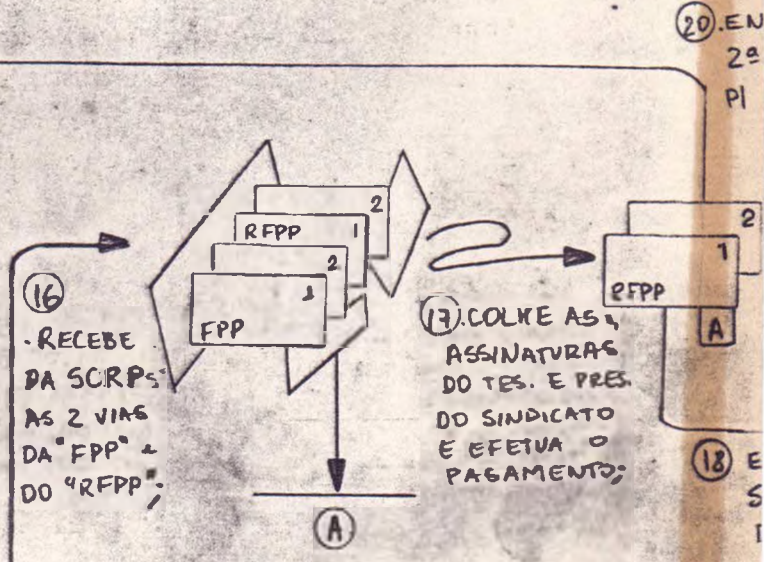 20. EN
2ª
P/
2
RFPP 1
2
1
FPP
2
1
RFPP
A
16
. RECEBE
DA SCRPs
AS 2 VIAS
DA "FPP" e
DO "RFPP";
17. COLHE AS
ASSINATURAS
DO TES. E PRES.
DO SINDICATO
E EFETUA O
PAGAMENTO;
A
18 E
S